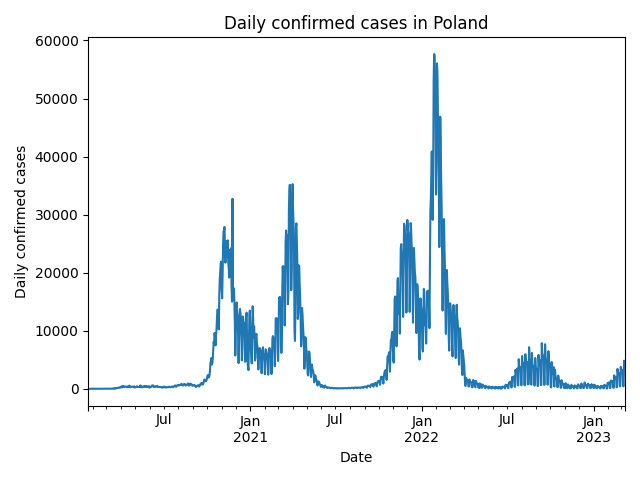 Daily confirmed cases in Poland
60000
50000
40000
30000
20000
10000
0
Daily confirmed cases
Jul
Jan
2021
Jul
Jan
2022
Jul
Jan
2023
Date